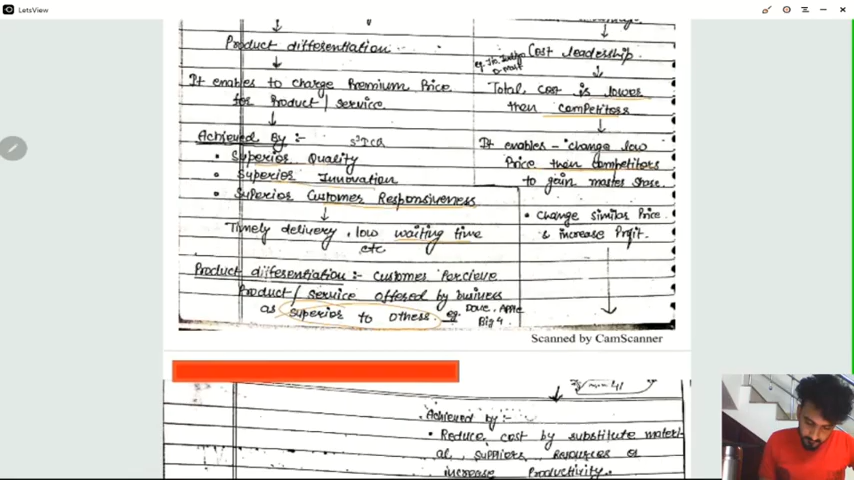 LetsView
Product differentiation
It enables to charge Premium Price
for Product / service
Achieved By :-
• Superior Quality
• Superior Innovation
• Superior Customer Responsiveness
Timely delivery, low waiting time
etc
Product differentiation :- Customer Percieve
Product / service offered by business
as superior to others. eg. Dove, Apple
Big 4.
Cost leadership
Total cost is lower
then competitors
It enables - change low
Price then competitors
to gain market share.
• Change similar Price
& increase Profit.
Scanned by CamScanner
Achieved by :-
• Reduce cost by substitute materi-
al, suppliers, resources or
increase Productivity.